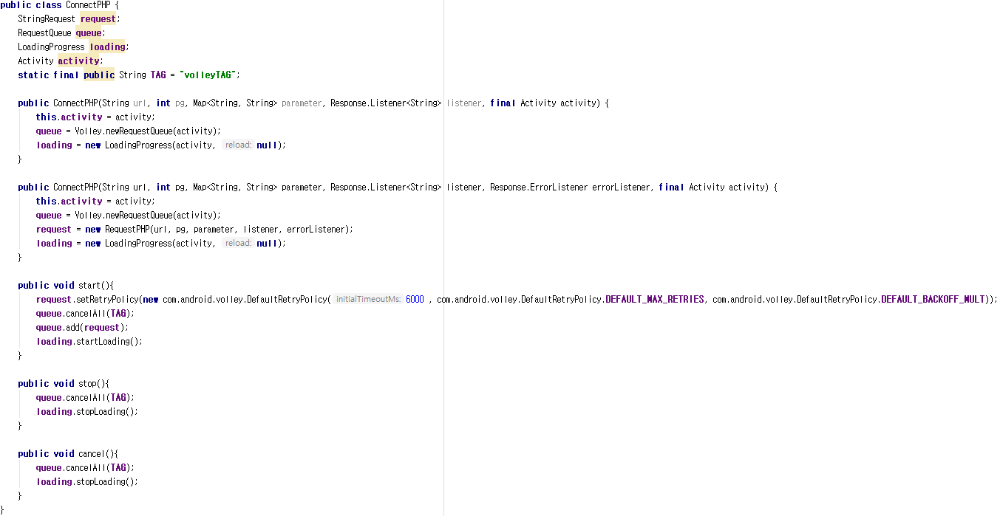 public class ConnectPHP {
    StringRequest request;
    RequestQueue queue;
    LoadingProgress loading;
    Activity activity;
    static final public String TAG = "volleyTAG";
    public ConnectPHP(String url, int pg, Map<String, String> parameter, Response.Listener<String> listener, final Activity activity) {
        this.activity = activity;
        queue = Volley.newRequestQueue(activity);
        loading = new LoadingProgress(activity, reload: null);
    }
    public ConnectPHP(String url, int pg, Map<String, String> parameter, Response.Listener<String> listener, Response.ErrorListener errorListener, final Activity activity) {
        this.activity = activity;
        queue = Volley.newRequestQueue(activity);
        request = new RequestPHP(url, pg, parameter, listener, errorListener);
        loading = new LoadingProgress(activity, reload: null);
    }
    public void start(){
        request.setRetryPolicy(new com.android.volley.DefaultRetryPolicy( initialTimeoutMs: 6000 , com.android.volley.DefaultRetryPolicy.DEFAULT_MAX_RETRIES, com.android.volley.DefaultRetryPolicy.DEFAULT_BACKOFF_MULT));
        queue.cancelAll(TAG);
        queue.add(request);
        loading.startLoading();
    }
    public void stop(){
        queue.cancelAll(TAG);
        loading.stopLoading();
    }
    public void cancel(){
        queue.cancelAll(TAG);
        loading.stopLoading();
    }
}